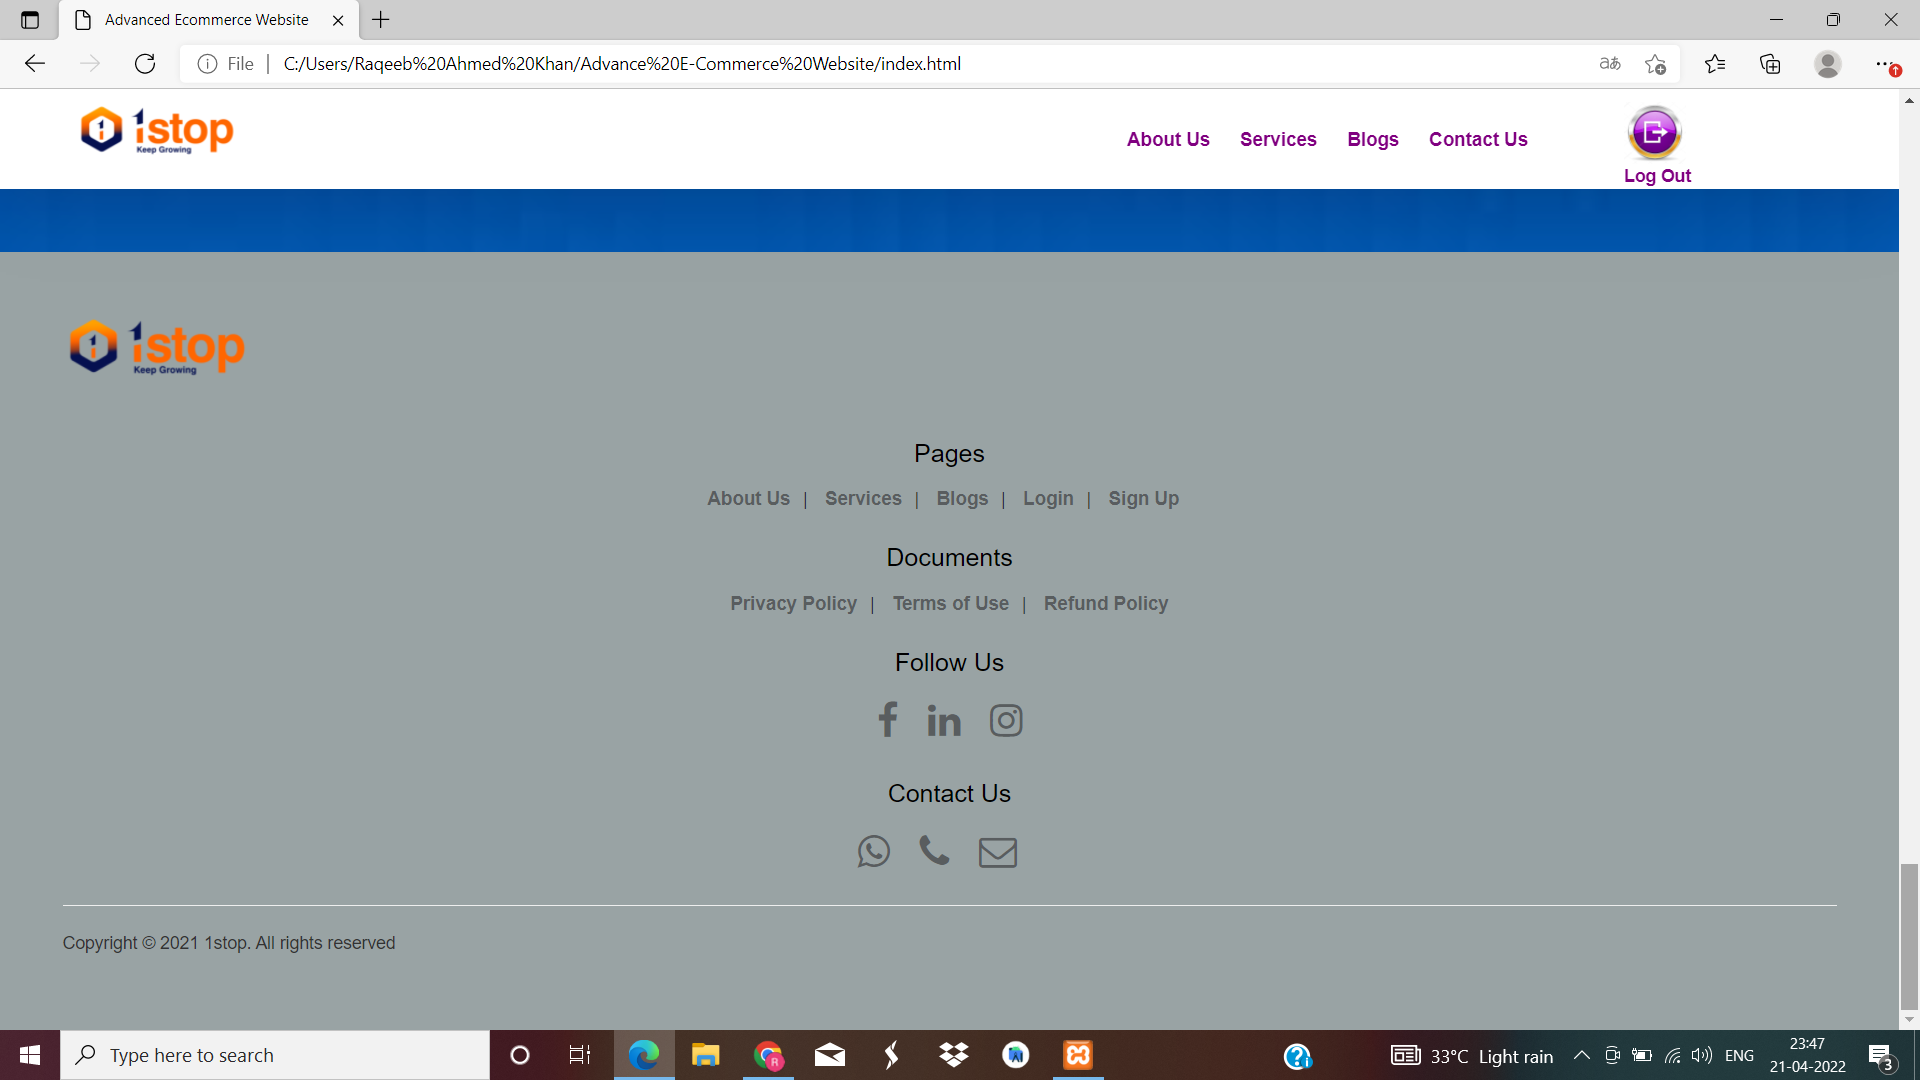 Advanced Ecommerce Website
File
C:/Users/Raqeeb%20Ahmed%20Khan/Advance%20E-Commerce%20Website/index.html
aあ
1stop
Keep Growing
About Us Services Blogs Contact Us
Log Out
1stop
Keep Growing
Pages
About Us | Services | Blogs | Login | Sign Up
Documents
Privacy Policy | Terms of Use | Refund Policy
Follow Us
Contact Us
Copyright © 2021 1stop. All rights reserved
Type here to search
R
33°C Light rain
ENG
23:47
21-04-2022
3